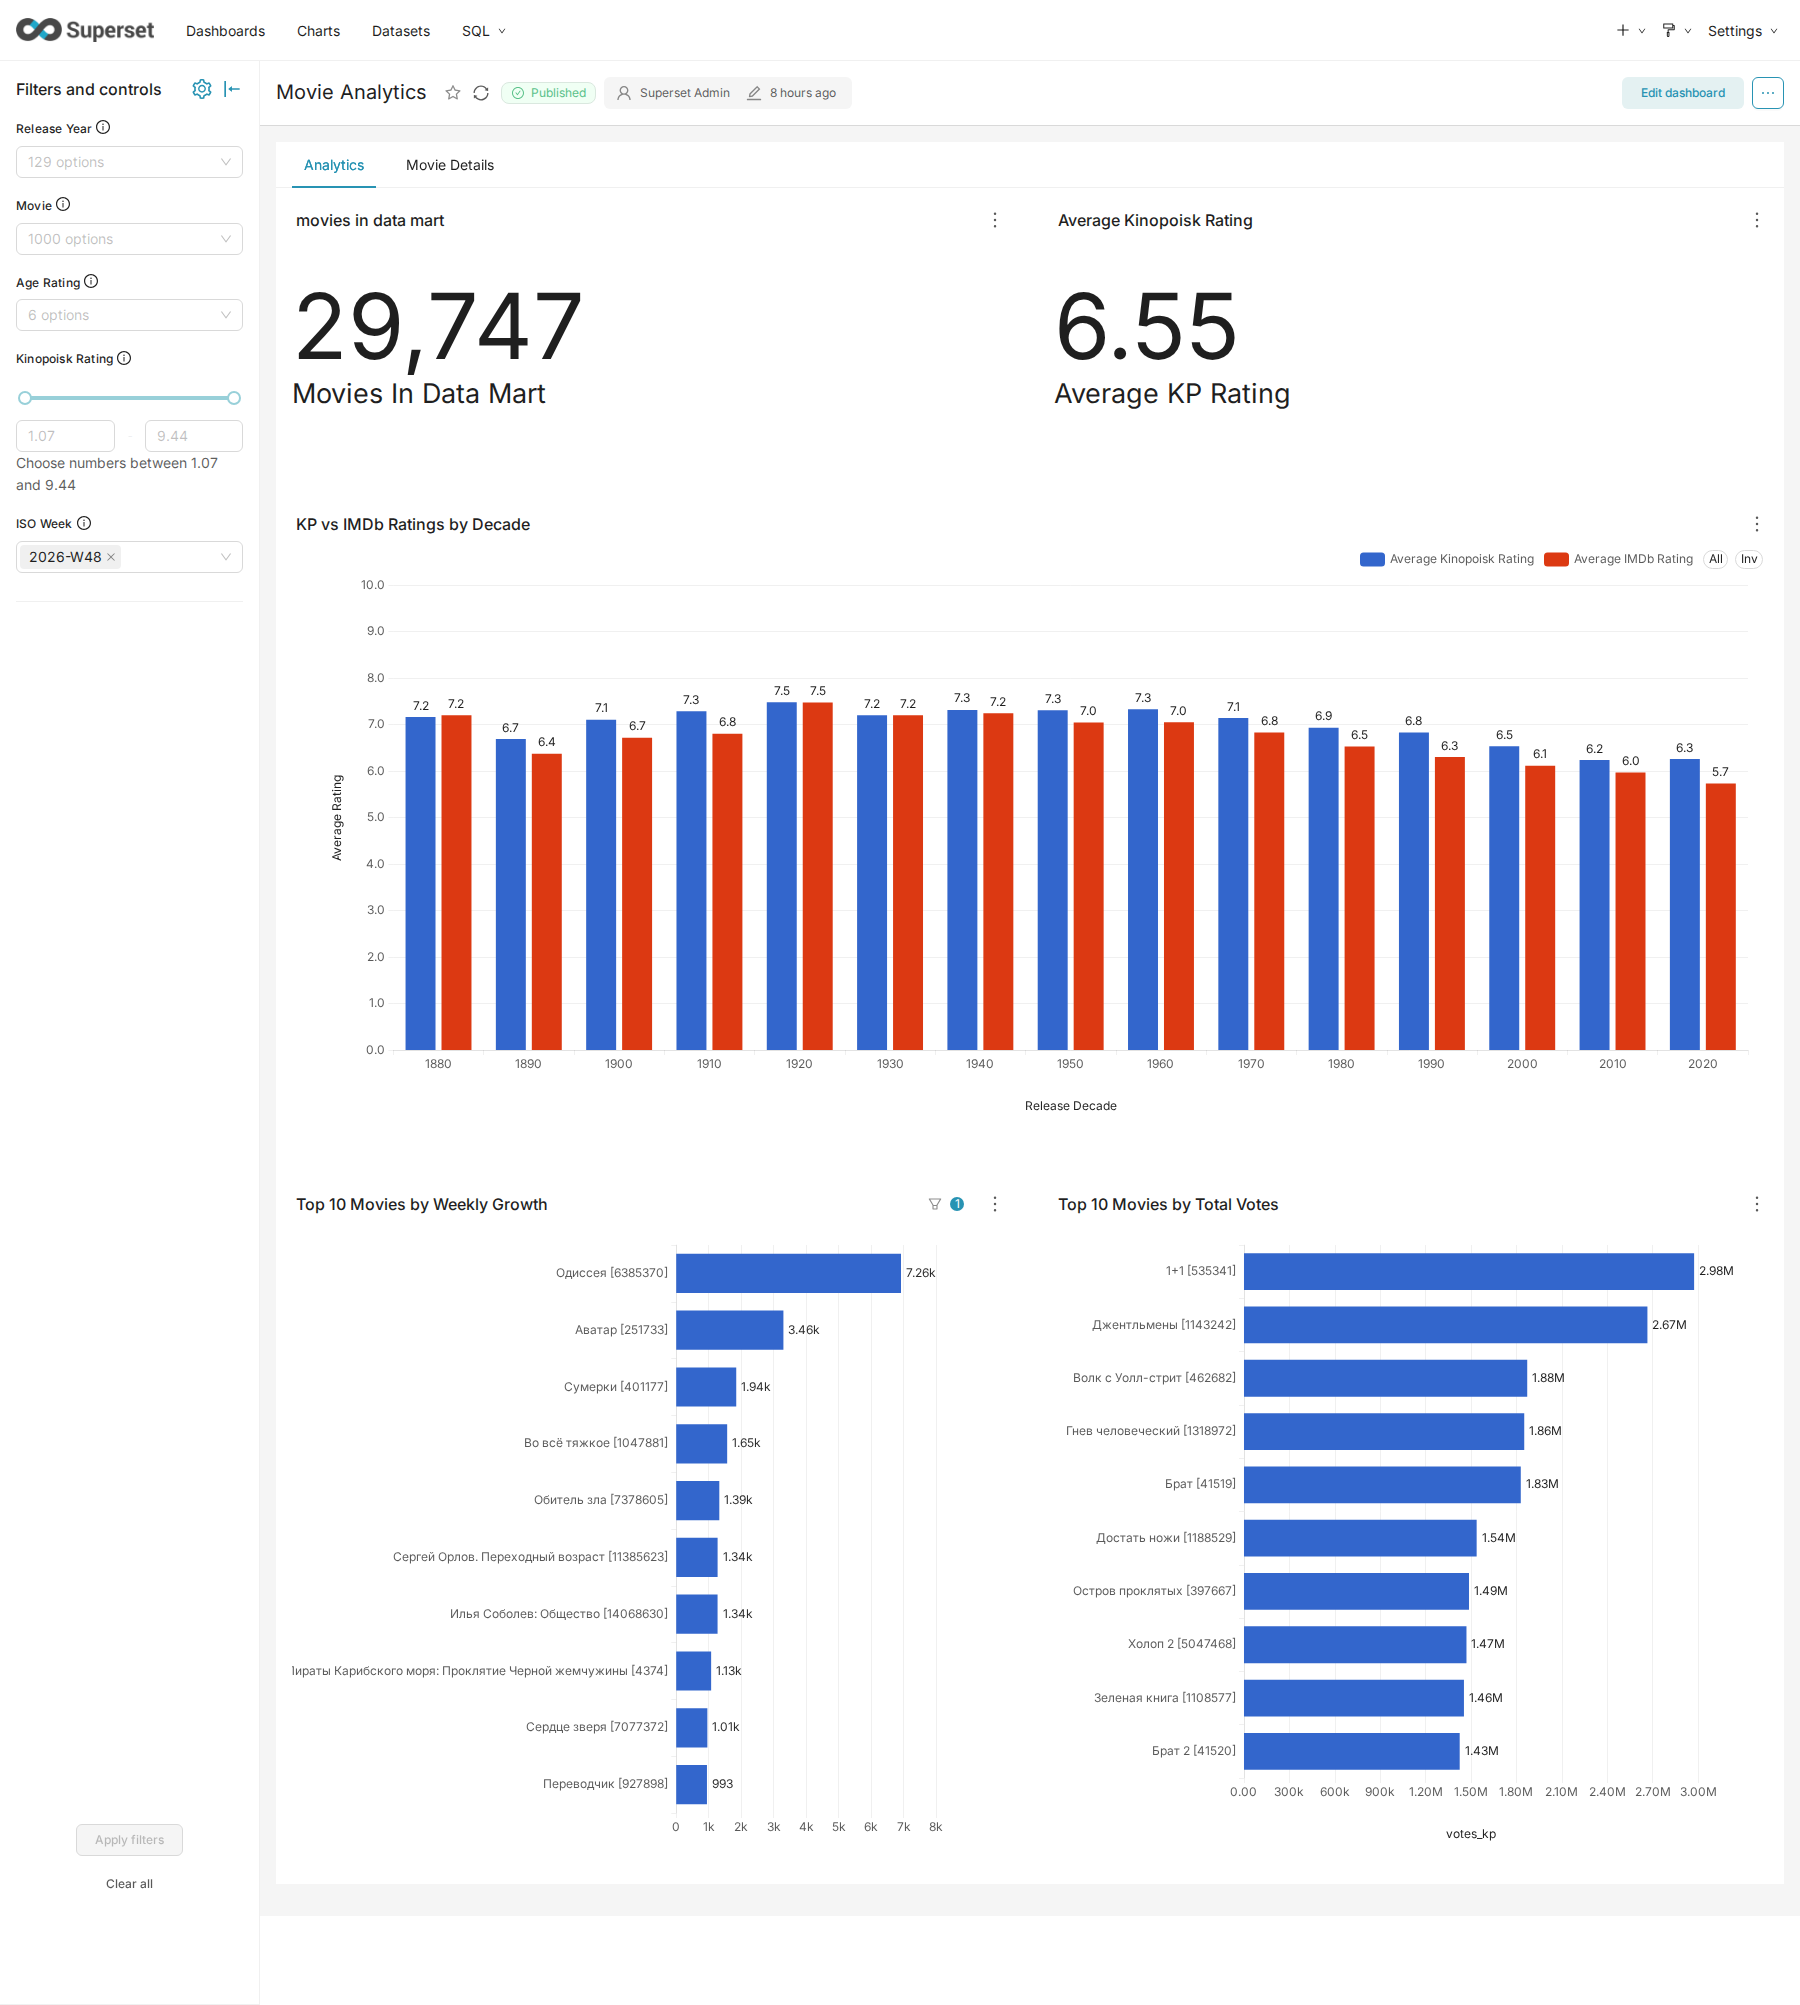 Superset Dashboards Charts Datasets SQL Settings
Filters and controls
Release Year
129 options
Movie
1000 options
Age Rating
6 options
Kinopoisk Rating
1.07 - 9.44
Choose numbers between 1.07
and 9.44
ISO Week
2026-W48
Apply filters
Clear all
Movie Analytics Published Superset Admin 8 hours ago Edit dashboard
Analytics Movie Details
movies in data mart
29,747
Movies In Data Mart
Average Kinopoisk Rating
6.55
Average KP Rating
KP vs IMDb Ratings by Decade
Average Kinopoisk Rating Average IMDb Rating All Inv
Average Rating
10.0
9.0
8.0
7.0
6.0
5.0
4.0
3.0
2.0
1.0
0.0
7.2 7.2 6.7 6.4 7.1 6.7 7.3 6.8 7.5 7.5 7.2 7.2 7.3 7.2 7.3 7.0 7.3 7.0 7.1 6.8 6.9 6.5 6.8 6.3 6.5 6.1 6.2 6.0 6.3 5.7
1880 1890 1900 1910 1920 1930 1940 1950 1960 1970 1980 1990 2000 2010 2020
Release Decade
Top 10 Movies by Weekly Growth 1
Одиссея [6385370] 7.26k
Аватар [251733] 3.46k
Сумерки [401177] 1.94k
Во всё тяжкое [1047881] 1.65k
Обитель зла [7378605] 1.39k
Сергей Орлов. Переходный возраст [11385623] 1.34k
Илья Соболев: Общество [14068630] 1.34k
ираты Карибского моря: Проклятие Черной жемчужины [4374] 1.13k
Сердце зверя [7077372] 1.01k
Переводчик [927898] 993
0 1k 2k 3k 4k 5k 6k 7k 8k
Top 10 Movies by Total Votes
1+1 [535341] 2.98M
Джентльмены [1143242] 2.67M
Волк с Уолл-стрит [462682] 1.88M
Гнев человеческий [1318972] 1.86M
Брат [41519] 1.83M
Достать ножи [1188529] 1.54M
Остров проклятых [397667] 1.49M
Холоп 2 [5047468] 1.47M
Зеленая книга [1108577] 1.46M
Брат 2 [41520] 1.43M
0.00 300k 600k 900k 1.20M 1.50M 1.80M 2.10M 2.40M 2.70M 3.00M
votes_kp